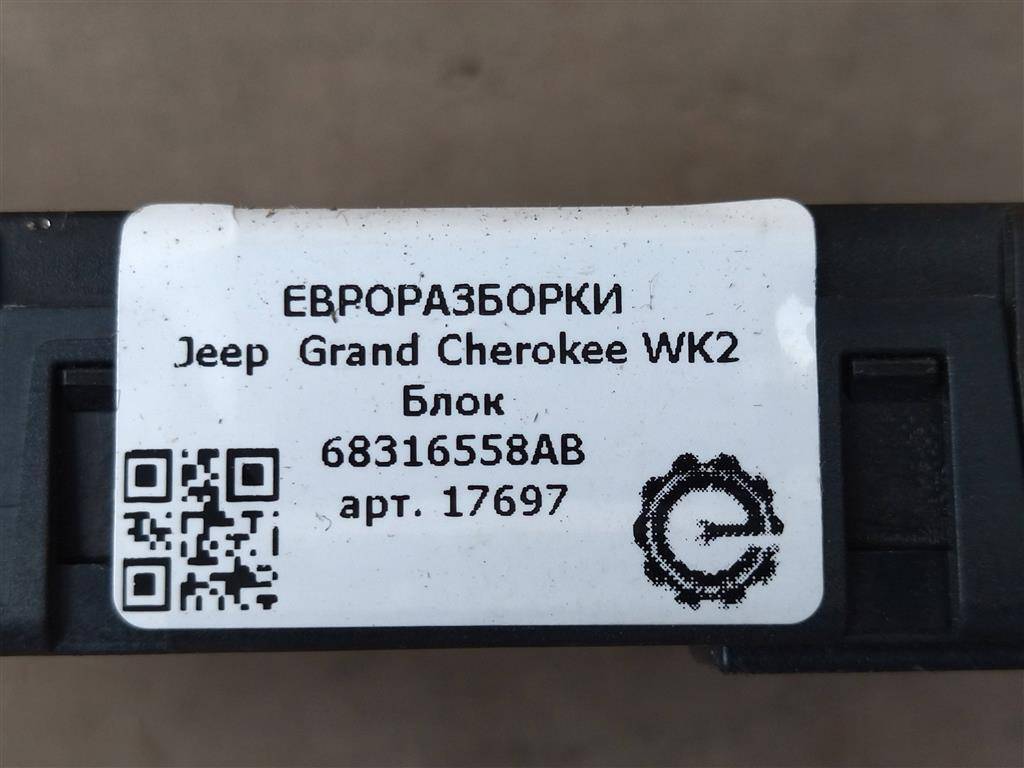 ЕВРОРАЗБОРКИ
Jeep Grand Cherokee WK2
Блок
68316558AB
арт. 17697